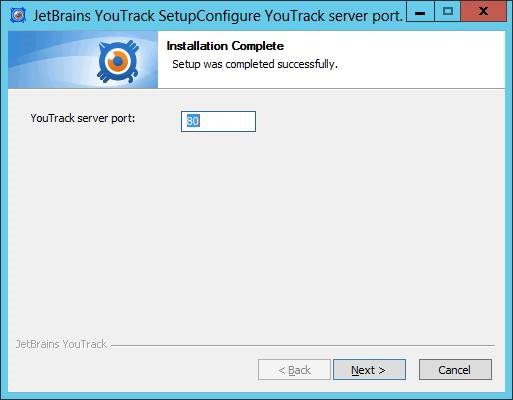 JetBrains YouTrack SetupConfigure YouTrack server port.
Installation Complete
Setup was completed successfully.
YouTrack server port:
80
JetBrains YouTrack
< Back
Next >
Cancel